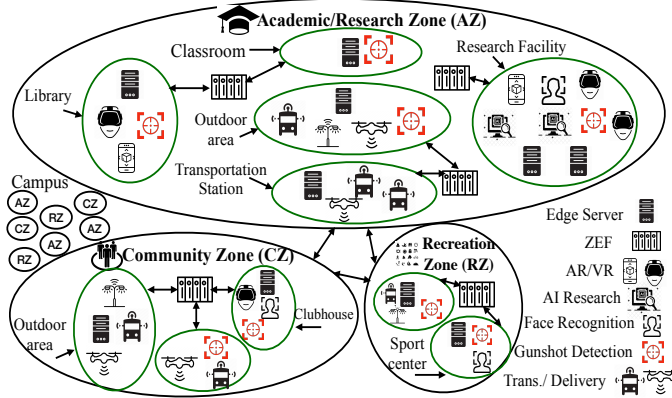 Academic/Research Zone (AZ)
Classroom
Research Facility
Library
Outdoor
area
Transportation
Station
Campus
AZ
CZ
RZ
CZ
AZ
AZ
RZ
Community Zone (CZ)
Outdoor
area
Clubhouse
Recreation
Zone (RZ)
Sport
center
Edge Server
ZEF
AR/VR
AI Research
Face Recognition
Gunshot Detection
Trans./ Delivery